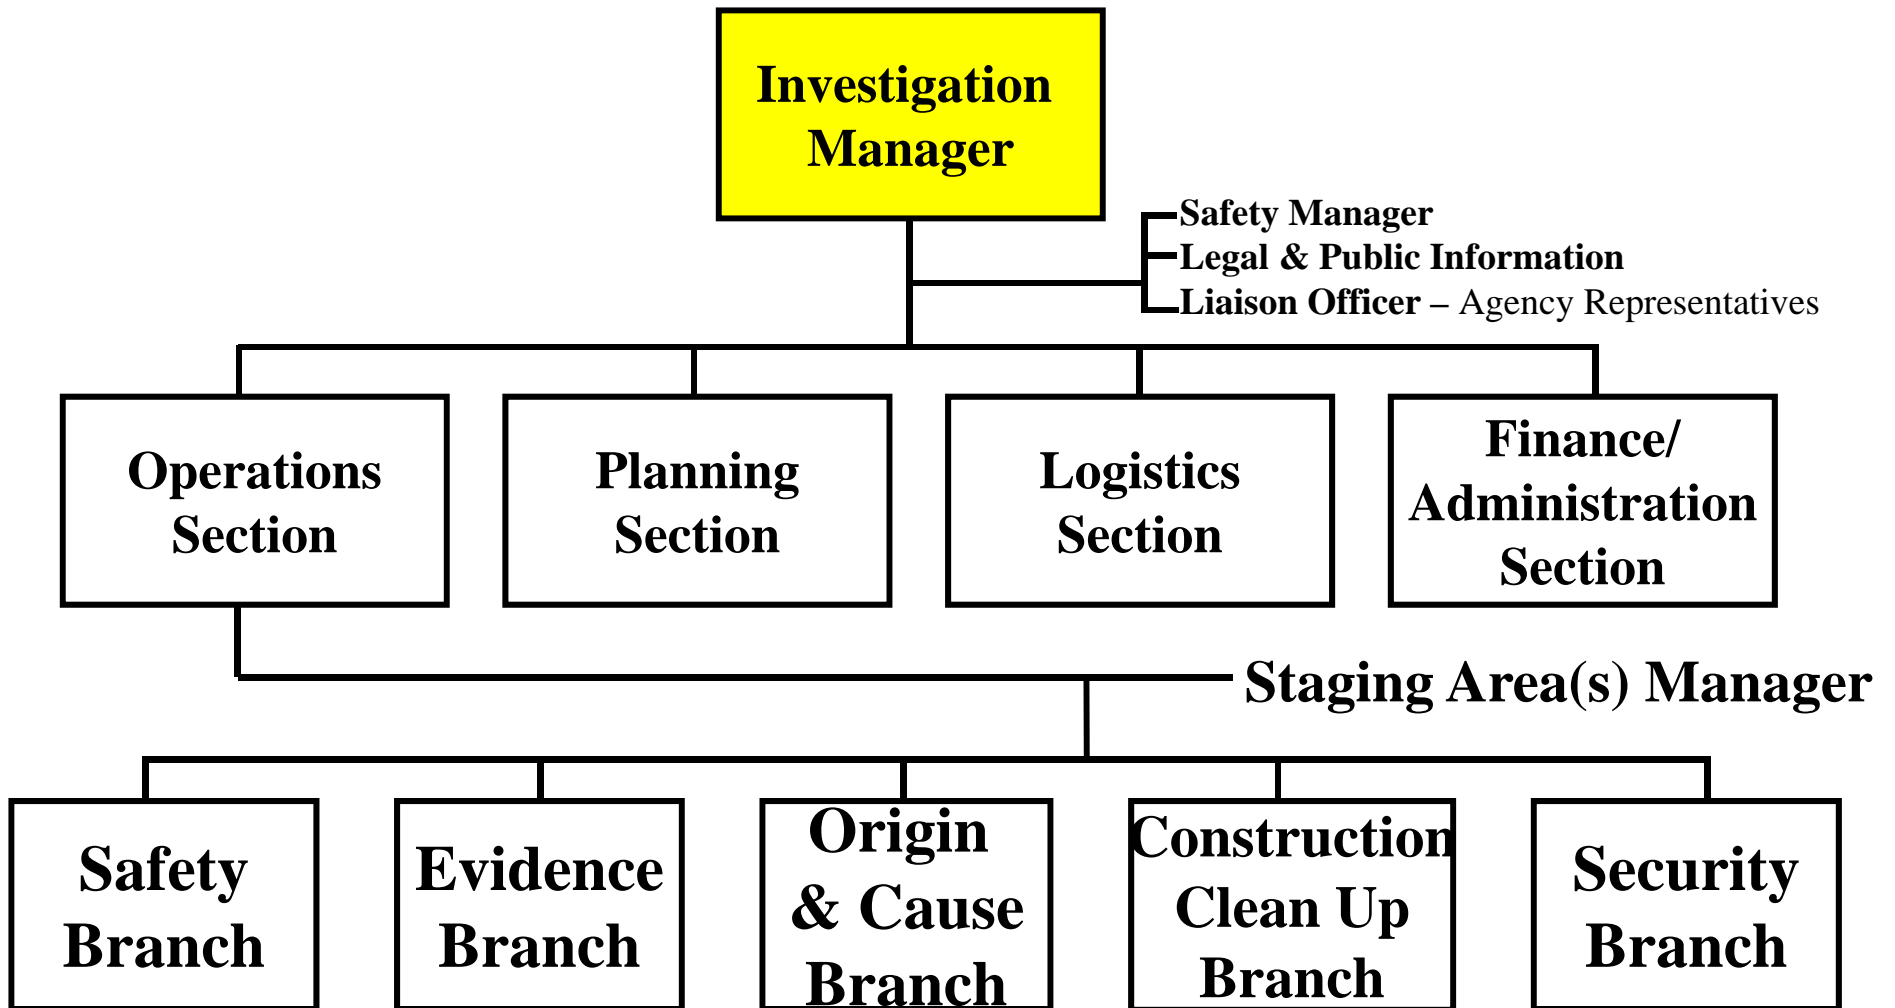 Investigation
Manager
Safety Manager
Legal & Public Information
Liaison Officer – Agency Representatives
Operations
Section
Planning
Section
Logistics
Section
Finance/
Administration
Section
Staging Area(s) Manager
Safety
Branch
Evidence
Branch
Origin
& Cause
Branch
Construction
Clean Up
Branch
Security
Branch